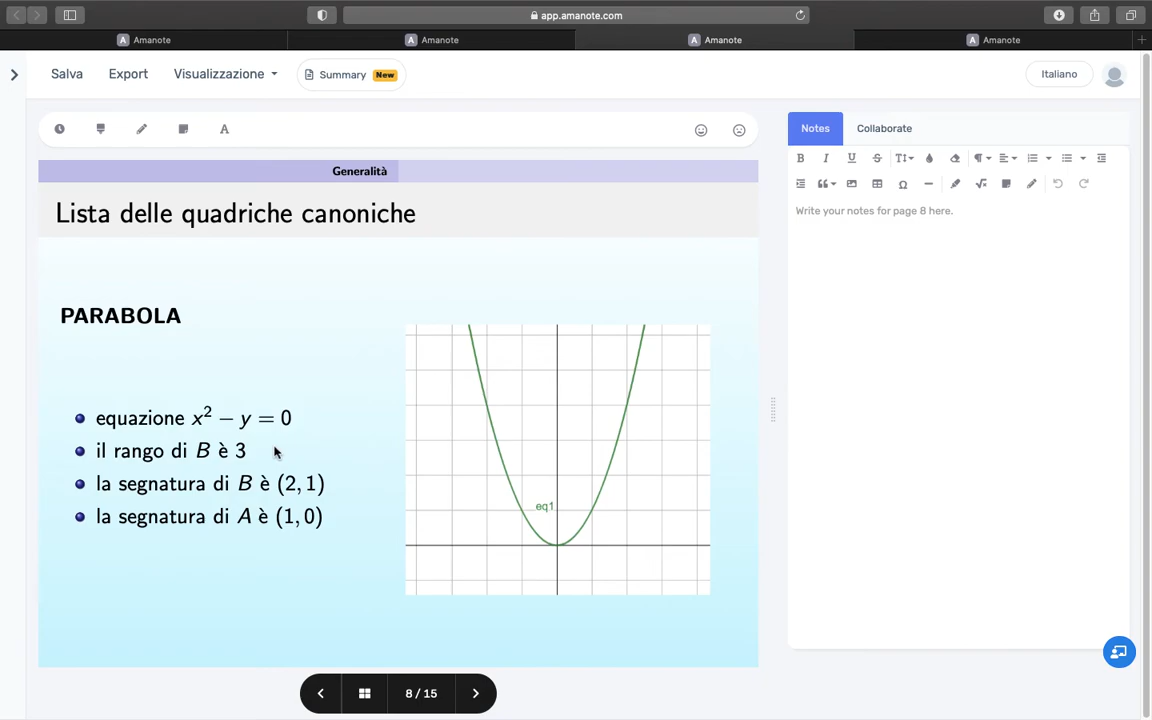 app.amanote.com
Amanote
Amanote
Amanote
Amanote
Salva
Export
Visualizzazione
Summary New
Italiano
Generalità
Lista delle quadriche canoniche
PARABOLA
equazione x² − y = 0
il rango di B è 3
la segnatura di B è (2, 1)
la segnatura di A è (1, 0)
eq1
8 / 15
Notes
Collaborate
Write your notes for page 8 here.